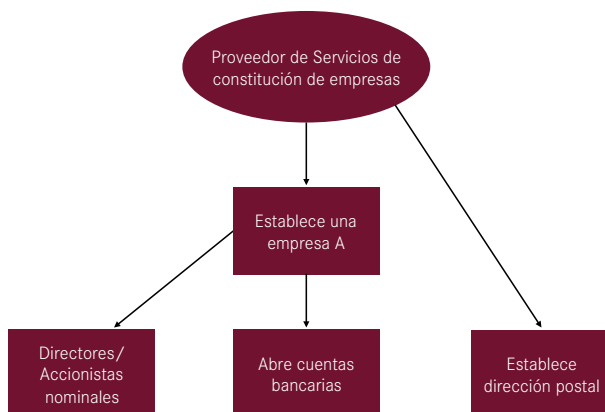 Proveedor de Servicios de
constitución de empresas
Establece una
empresa A
Directores/
Accionistas
nominales
Abre cuentas
bancarias
Establece
dirección postal